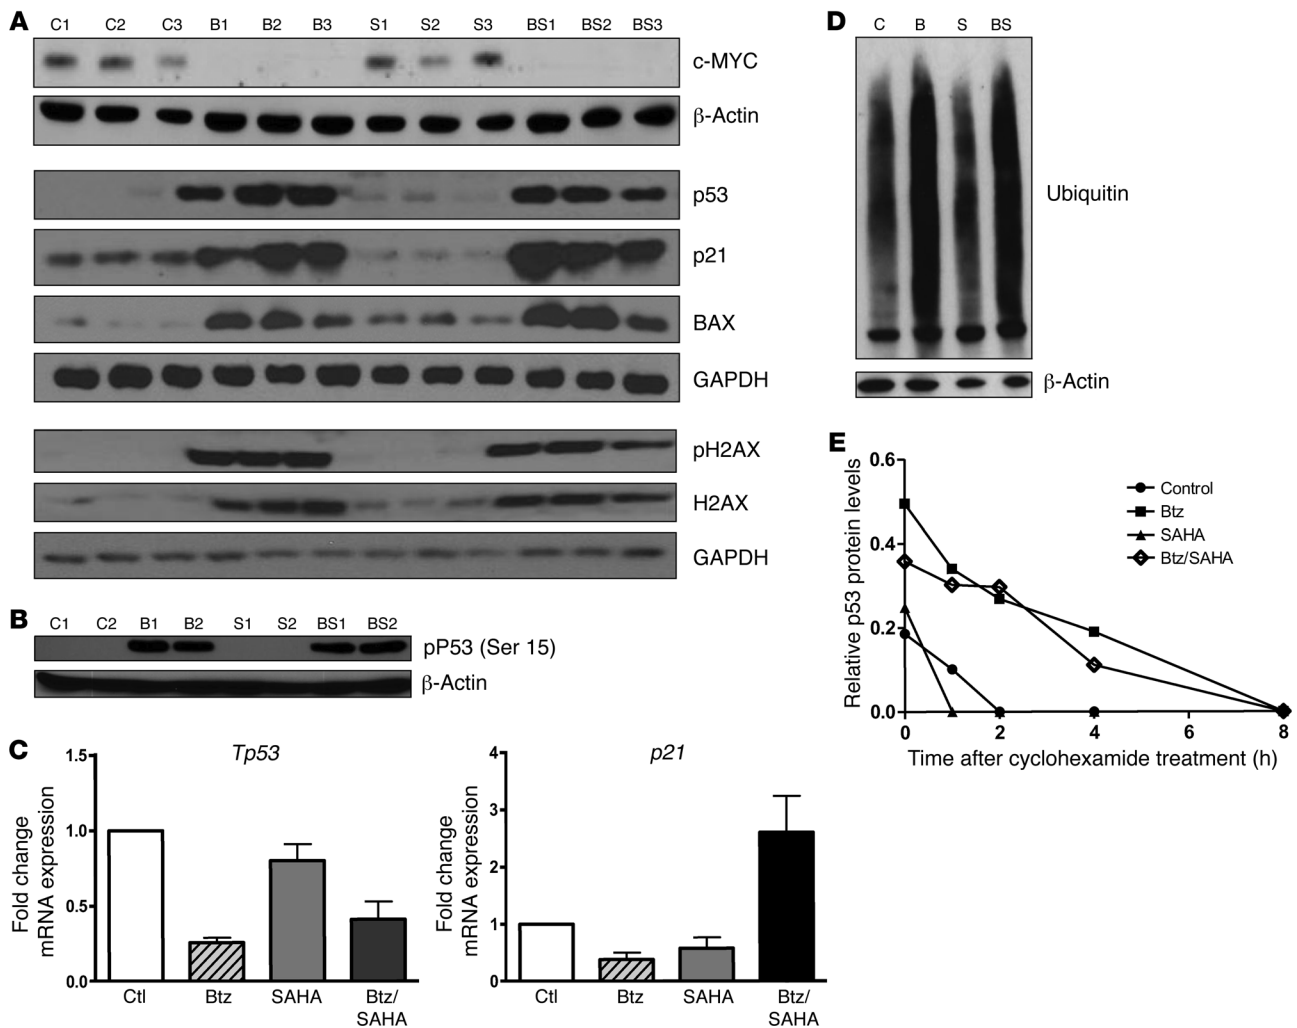 A
C1 C2 C3 B1 B2 B3 S1 S2 S3 BS1 BS2 BS3
c-MYC
β-Actin
p53
p21
BAX
GAPDH
pH2AX
H2AX
GAPDH
B
C1 C2 B1 B2 S1 S2 BS1 BS2
pP53 (Ser 15)
β-Actin
C
Tp53
Fold change
mRNA expression
1.5
1.0
0.5
0.0
Ctl Btz SAHA Btz/
SAHA
p21
Fold change
mRNA expression
4
3
2
1
0
Ctl Btz SAHA Btz/
SAHA
D
C B S BS
Ubiquitin
β-Actin
E
Relative p53 protein levels
0.6
0.4
0.2
0.0
0 2 4 6 8
Time after cyclohexamide treatment (h)
Control
Btz
SAHA
Btz/SAHA